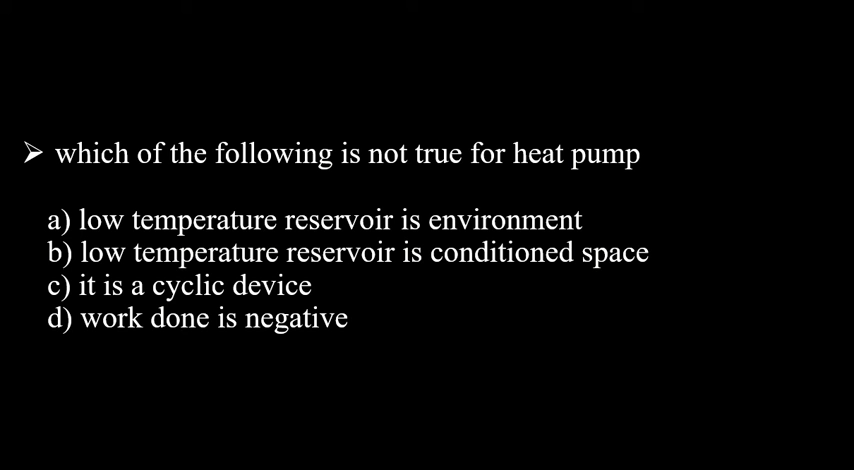 ➢ which of the following is not true for heat pump
a) low temperature reservoir is environment
b) low temperature reservoir is conditioned space
c) it is a cyclic device
d) work done is negative